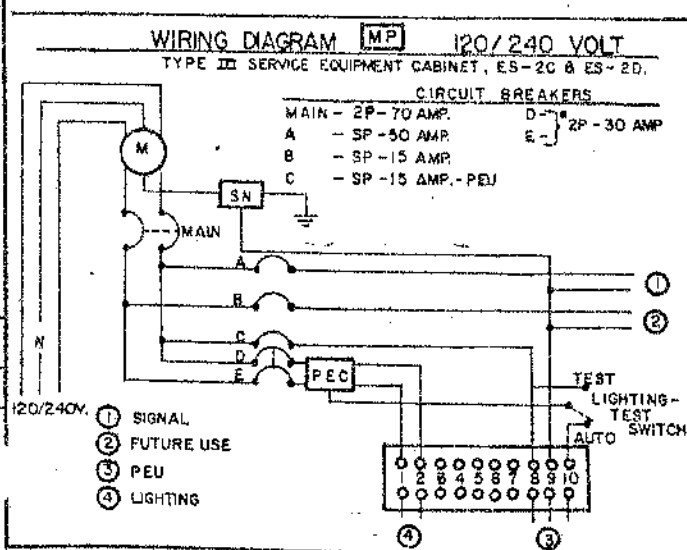 WIRING DIAGRAM MP 120/240 VOLT
TYPE III SERVICE EQUIPMENT CABINET, ES-2C & ES-2D.
CIRCUIT BREAKERS
MAIN - 2P-70 AMP.
A - SP-50 AMP.
B - SP-15 AMP.
C - SP-15 AMP.-PEU
D-
E-
2P-30 AMP
M
SN
MAIN
A
B
C
D
E
N
PEC
1
2
120/240V.
1 SIGNAL
2 FUTURE USE
3 PEU
4 LIGHTING
TEST
LIGHTING-
TEST
SWITCH
AUTO
1 2 6 4 5 6 7 8 9 10
4
3